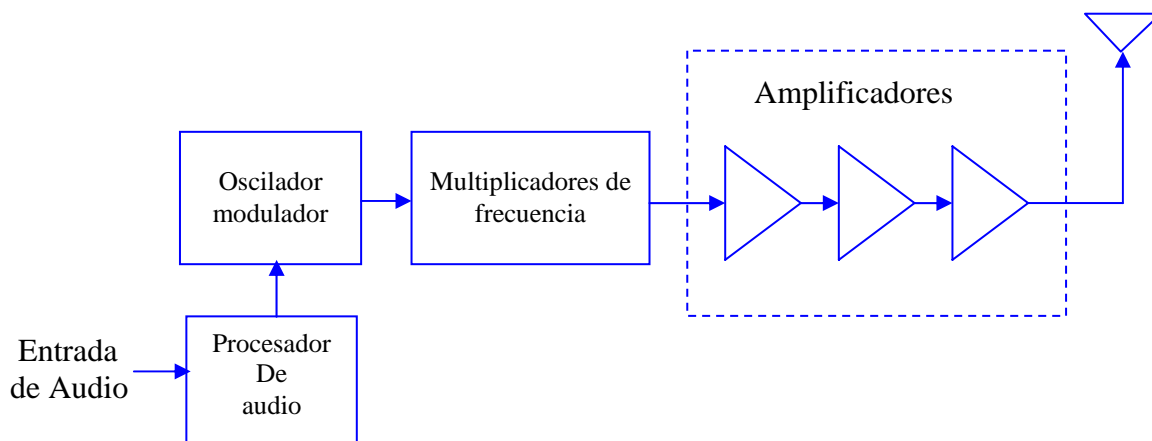 Amplificadores
Oscilador
modulador
Multiplicadores de
frecuencia
Procesador
De
audio
Entrada
de Audio